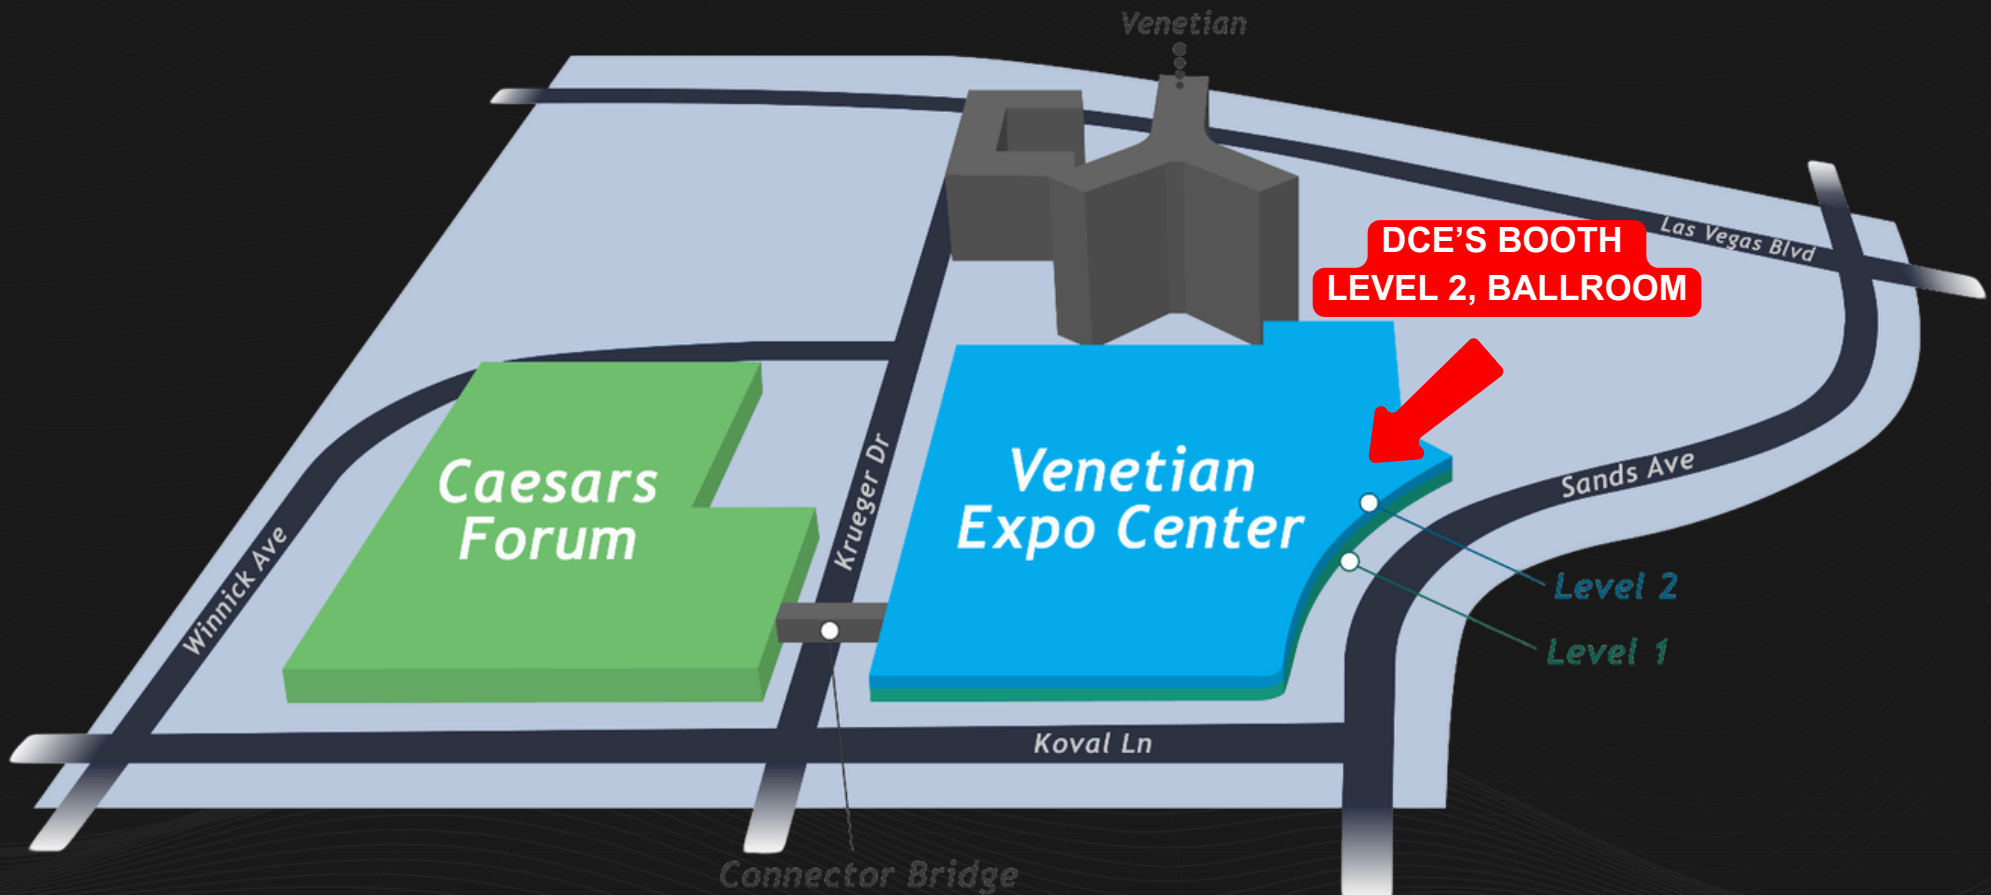 Venetian
Las Vegas Blvd
DCE'S BOOTH
LEVEL 2, BALLROOM
Caesars
Forum
Krueger Dr
Venetian
Expo Center
Sands Ave
Winnick Ave
Level 2
Level 1
Koval Ln
Connector Bridge